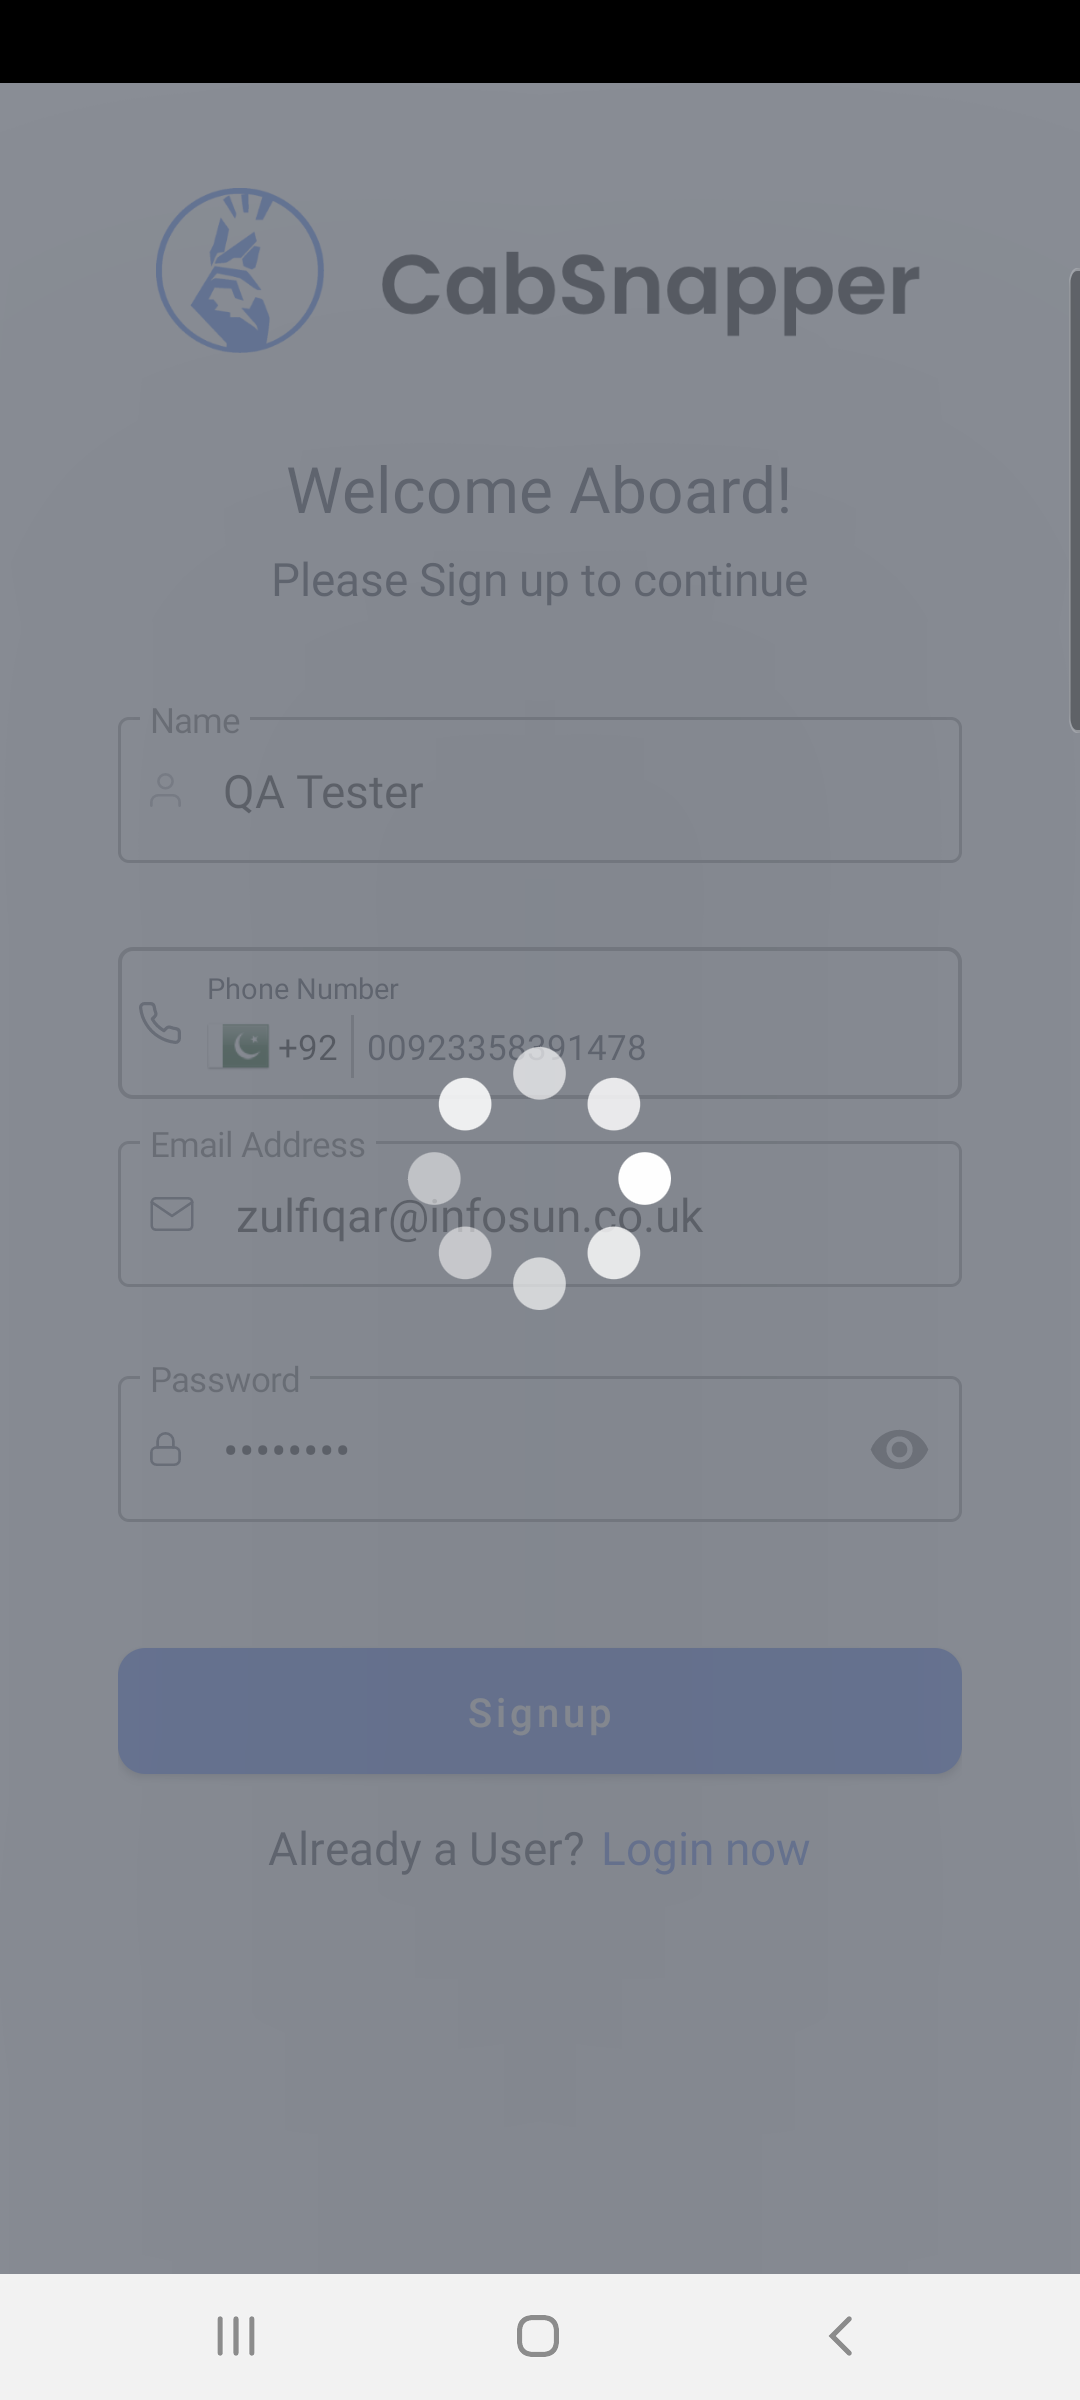 CabSnapper
Welcome Aboard!
Please Sign up to continue
Name
QA Tester
Phone Number
+92 00923358391478
Email Address
zulfiqar@infosun.co.uk
Password
••••••••
Signup
Already a User? Login now